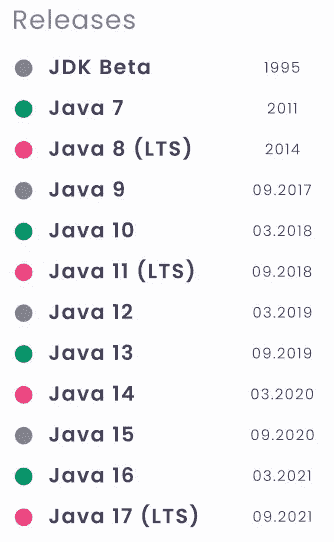 Releases
JDK Beta 1995
Java 7 2011
Java 8 (LTS) 2014
Java 9 09.2017
Java 10 03.2018
Java 11 (LTS) 09.2018
Java 12 03.2019
Java 13 09.2019
Java 14 03.2020
Java 15 09.2020
Java 16 03.2021
Java 17 (LTS) 09.2021